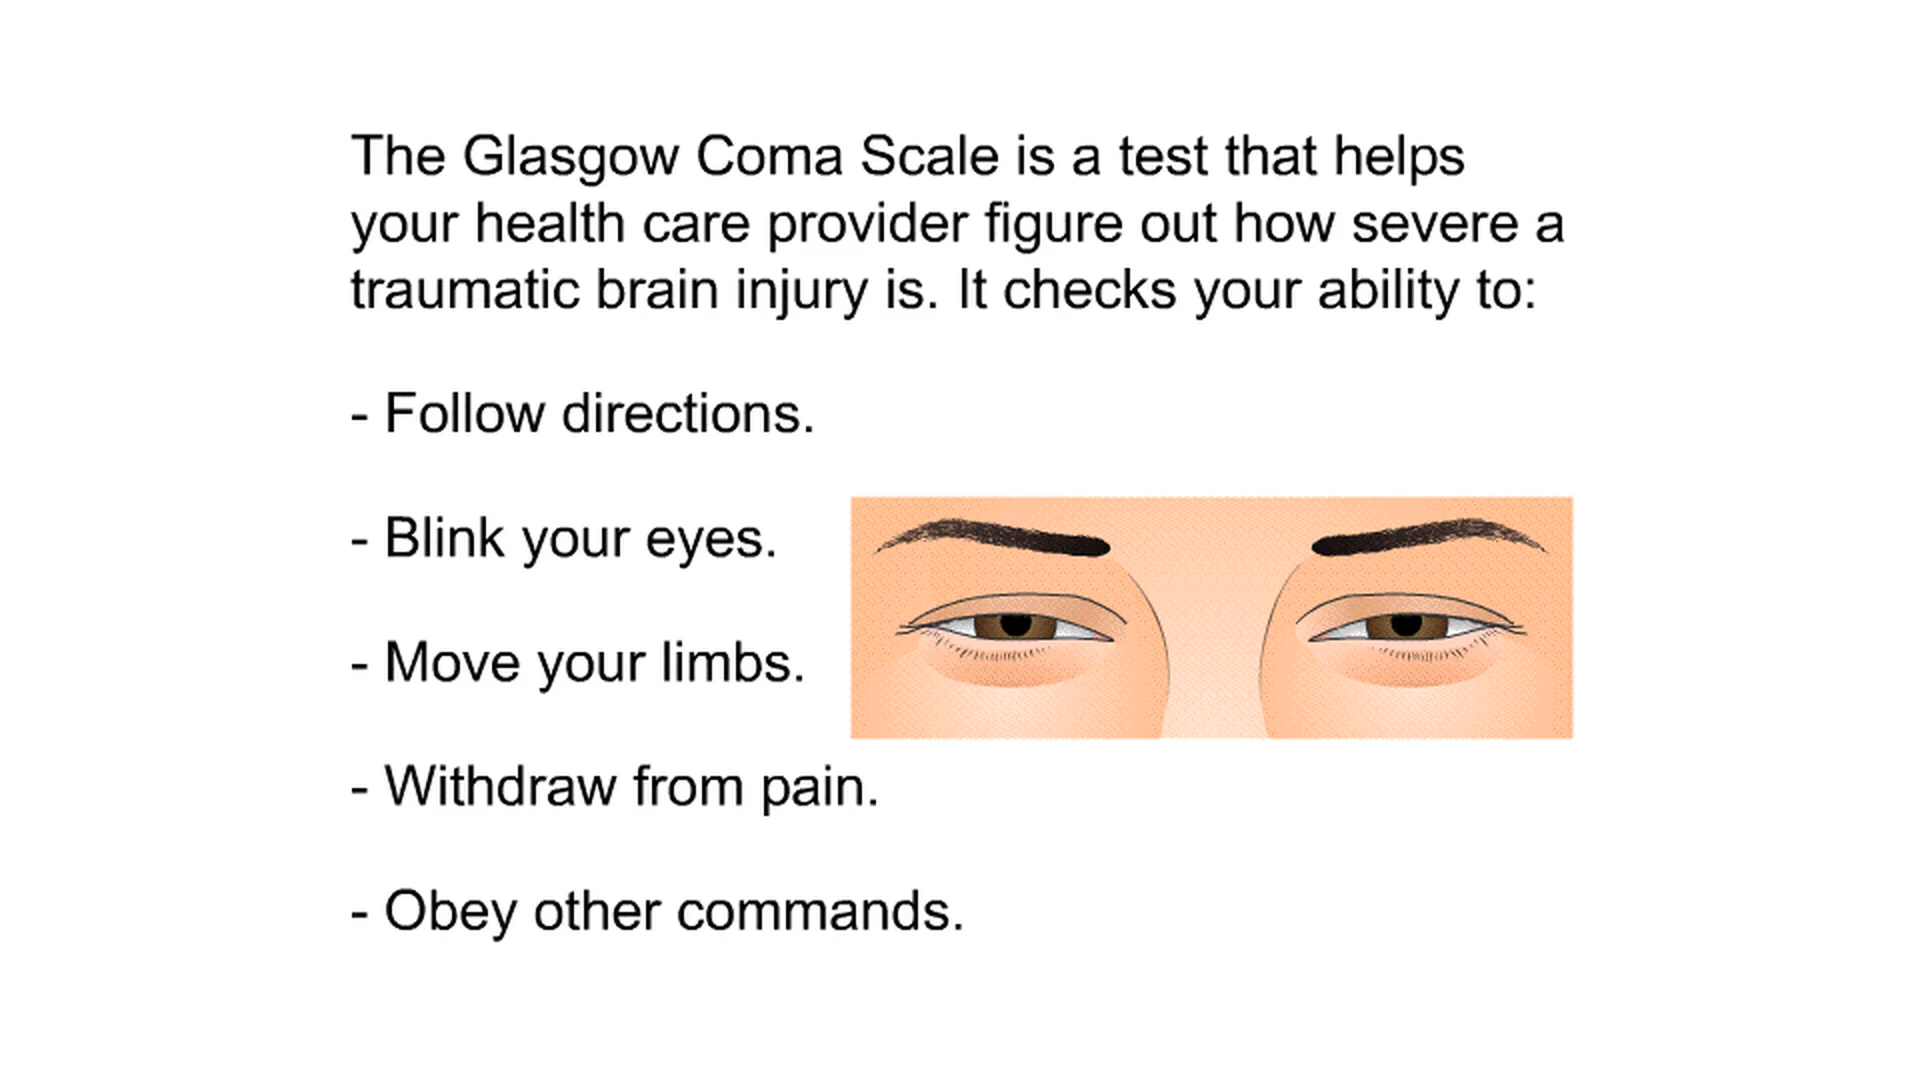 The Glasgow Coma Scale is a test that helps
your health care provider figure out how severe a
traumatic brain injury is. It checks your ability to:
- Follow directions.
- Blink your eyes.
- Move your limbs.
- Withdraw from pain.
- Obey other commands.